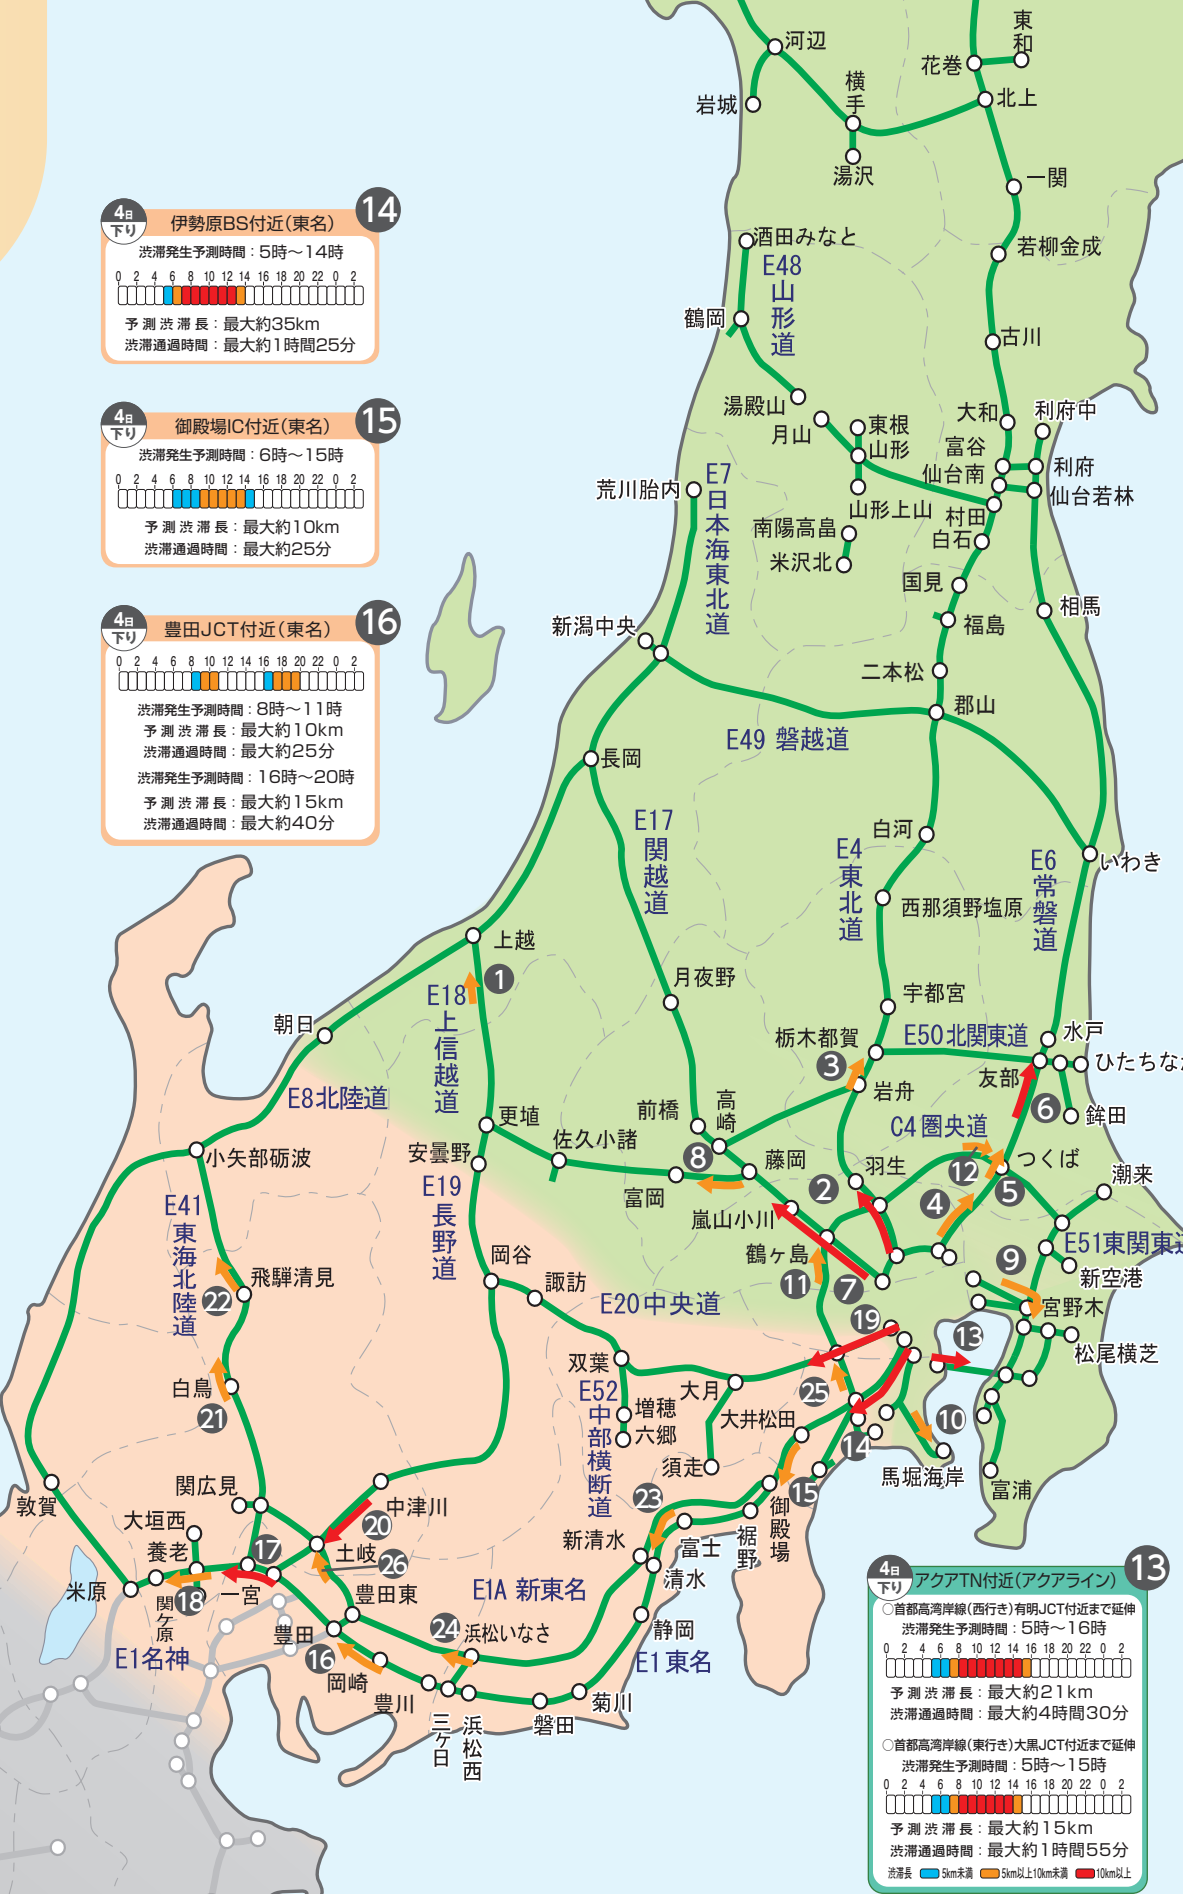 東和
河辺
花巻
横手
岩城
北上
湯沢
一関
4日
下り
伊勢原BS付近(東名)
14
渋滞発生予測時間:5時〜14時
0 2 4 6 8 10 12 14 16 18 20 22 0 2
予測渋滞長:最大約35km
渋滞通過時間:最大約1時間25分
酒田みなと
若柳金成
E48
山形道
鶴岡
古川
湯殿山
月山
東根
山形
大和
利府中
富谷
利府
仙台南
仙台若林
4日
下り
御殿場IC付近(東名)
15
渋滞発生予測時間:6時〜15時
0 2 4 6 8 10 12 14 16 18 20 22 0 2
予測渋滞長:最大約10km
渋滞通過時間:最大約25分
E7
日本海東北道
荒川胎内
山形上山
村田
南陽高畠
白石
米沢北
国見
相馬
福島
新潟中央
二本松
郡山
4日
下り
豊田JCT付近(東名)
16
0 2 4 6 8 10 12 14 16 18 20 22 0 2
渋滞発生予測時間:8時〜11時
予測渋滞長:最大約10km
渋滞通過時間:最大約25分
渋滞発生予測時間:16時〜20時
予測渋滞長:最大約15km
渋滞通過時間:最大約40分
E49 磐越道
長岡
E17
関越道
白河
E4
東北道
E6
常磐道
いわき
西那須野塩原
上越
1
月夜野
E18
上信越道
宇都宮
朝日
栃木都賀
E50北関東道
水戸
3
ひたちなか
友部
岩舟
6
鉾田
E8北陸道
前橋
高崎
更埴
C4圏央道
佐久小諸
安曇野
小矢部砺波
8
藤岡
羽生
12
つくば
潮来
E19
長野道
富岡
2
4
5
E41
東海北陸道
嵐山小川
鶴ヶ島
E51東関東道
岡谷
諏訪
11
7
9
新空港
飛騨清見
22
E20中央道
19
宮野木
13
松尾横芝
双葉
白鳥
21
E52
中部横断道
大月
25
増穂
六郷
大井松田
14
10
須走
馬堀海岸
15
富浦
敦賀
関広見
中津川
20
23
御殿場
大垣西
新清水
富士
裾野
養老
17
土岐
26
清水
米原
関ヶ原
18
一宮
E1A 新東名
豊田東
静岡
豊田
24
浜松いなさ
E1名神
16
岡崎
E1東名
豊川
三ヶ日
浜松西
磐田
菊川
4日
下り
アクアTN付近(アクアライン)
13
○首都高湾岸線(西行き)有明JCT付近まで延伸
渋滞発生予測時間:5時〜16時
0 2 4 6 8 10 12 14 16 18 20 22 0 2
予測渋滞長:最大約21km
渋滞通過時間:最大約4時間30分
○首都高湾岸線(東行き)大黒JCT付近まで延伸
渋滞発生予測時間:5時〜15時
0 2 4 6 8 10 12 14 16 18 20 22 0 2
予測渋滞長:最大約15km
渋滞通過時間:最大約1時間55分
渋滞長 5km未満 5km以上10km未満 10km以上